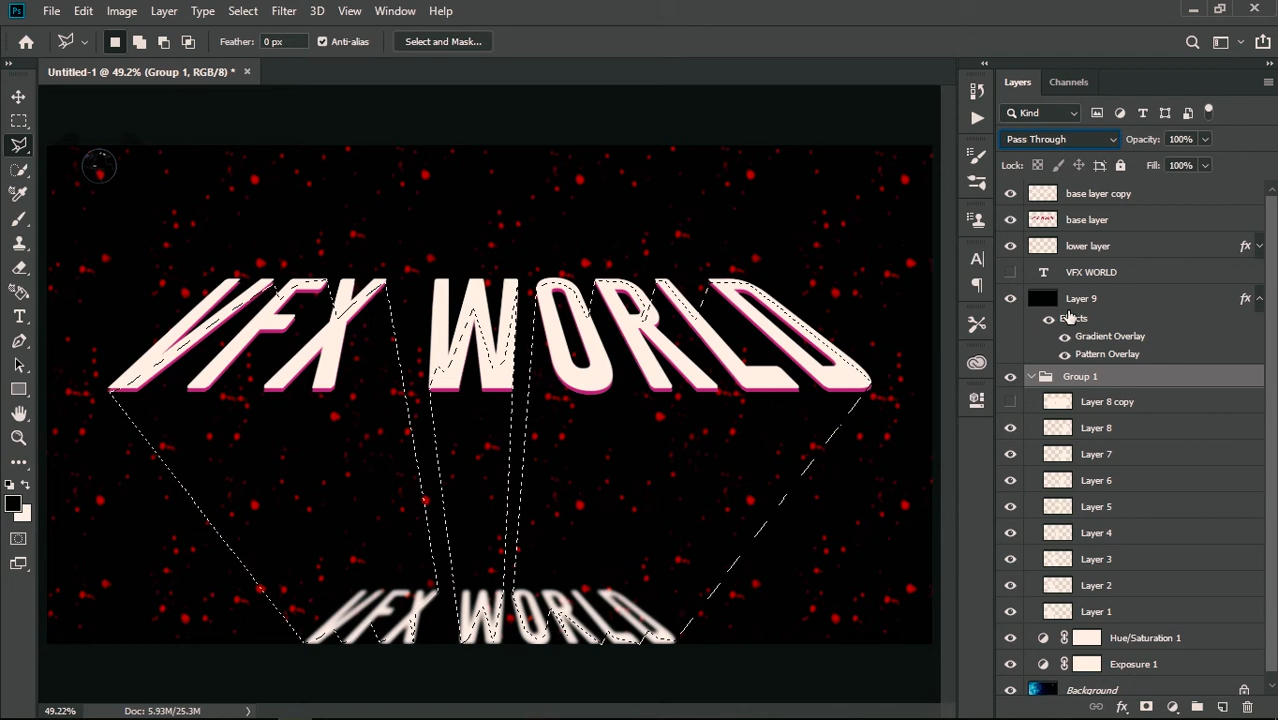 Ps File Edit Image Layer Type Select Filter 3D View Window Help
Feather: 0 px Anti-alias Select and Mask...
Untitled-1 @ 49.2% (Group 1, RGB/8) *
Layers Channels
Kind
Pass Through Opacity: 100%
Lock: Fill: 100%
base layer copy
base layer
lower layer fx
T VFX WORLD
Layer 9 fx
Effects
Gradient Overlay
Pattern Overlay
Group 1
Layer 8 copy
Layer 8
Layer 7
Layer 6
Layer 5
Layer 4
Layer 3
Layer 2
Layer 1
Hue/Saturation 1
Exposure 1
Background
VFX WORLD
VFX WORLD
49.22% Doc: 5.93M/25.3M